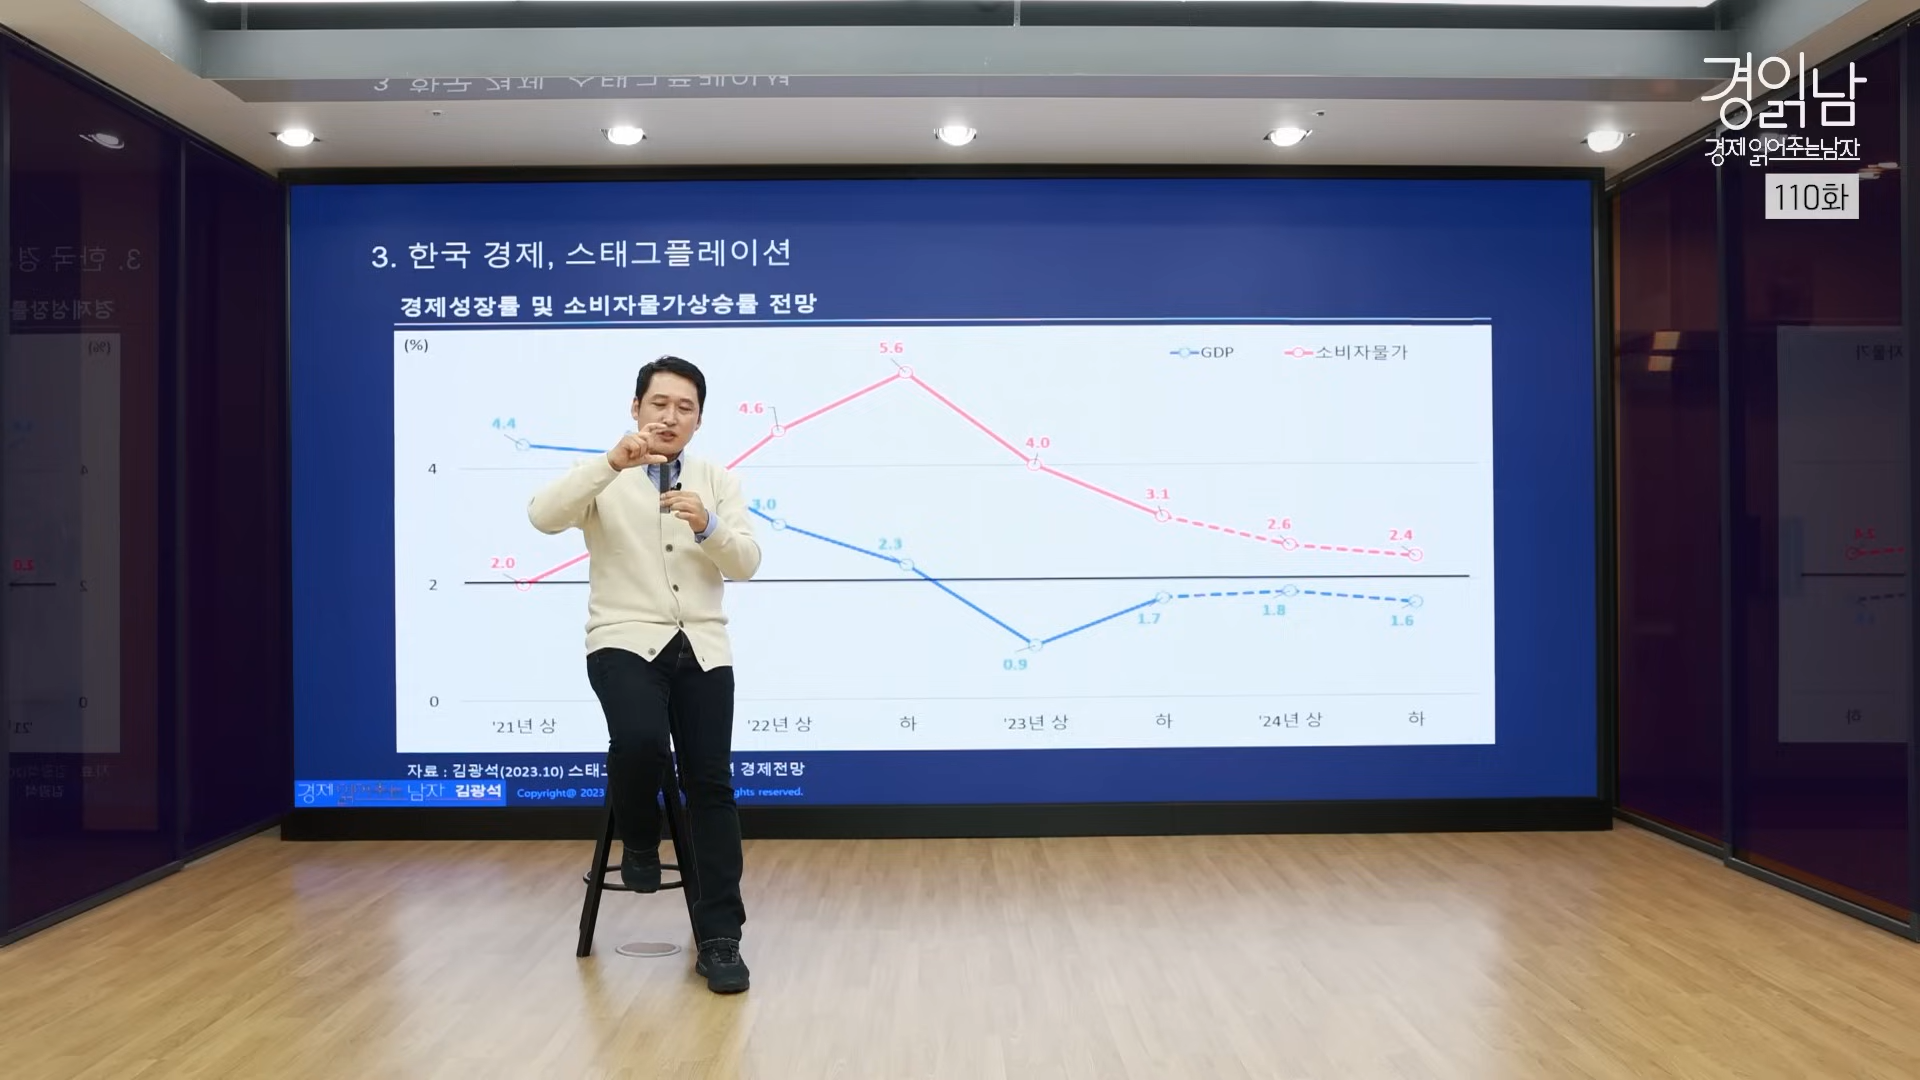 경읽남
경제 읽어주는 남자
110화
3. 한국 경제, 스태그플레이션
경제성장률 및 소비자물가상승률 전망
(%)
GDP
소비자물가
5.6
4.6
4.4
4.0
4
3.1
3.0
2.6
2.4
2.3
2.0
2
1.7
1.8
1.6
0.9
0
'21년 상
'22년 상
하
'23년 상
하
'24년 상
하
자료 : 김광석(2023.10) 경제전망
경제 읽어주는 남자 김광석
Copyright@ 2023 reserved.